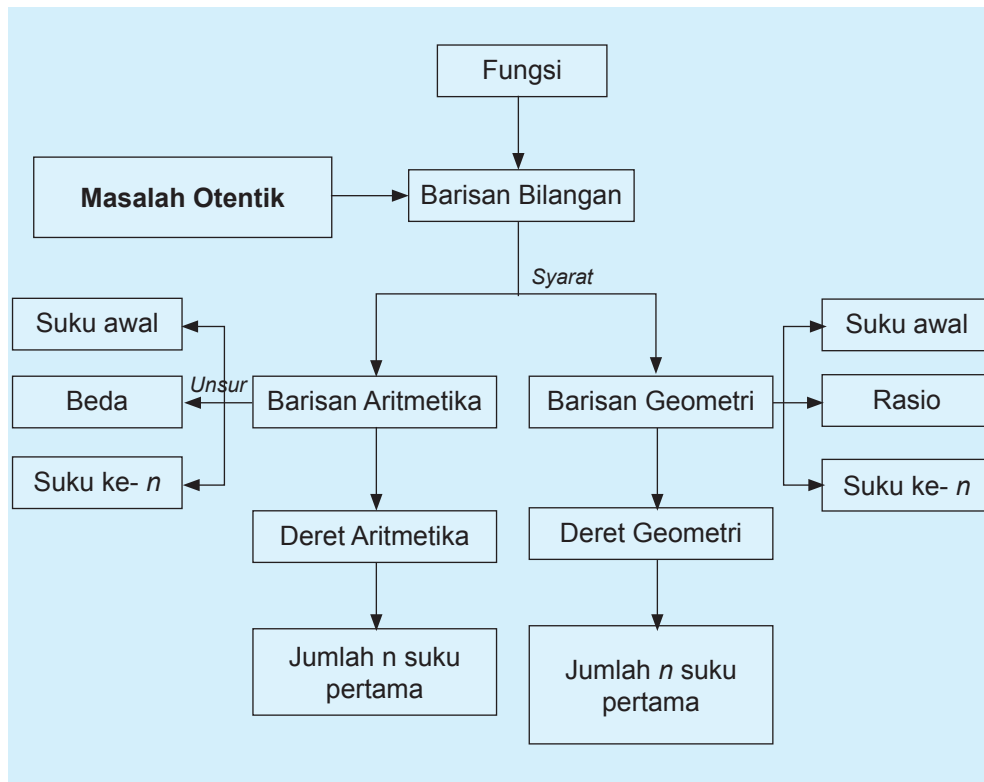 Fungsi
Masalah Otentik
Barisan Bilangan
Syarat
Suku awal
Suku awal
Unsur
Beda
Barisan Aritmetika
Barisan Geometri
Rasio
Suku ke- n
Suku ke- n
Deret Aritmetika
Deret Geometri
Jumlah n suku
pertama
Jumlah n suku
pertama